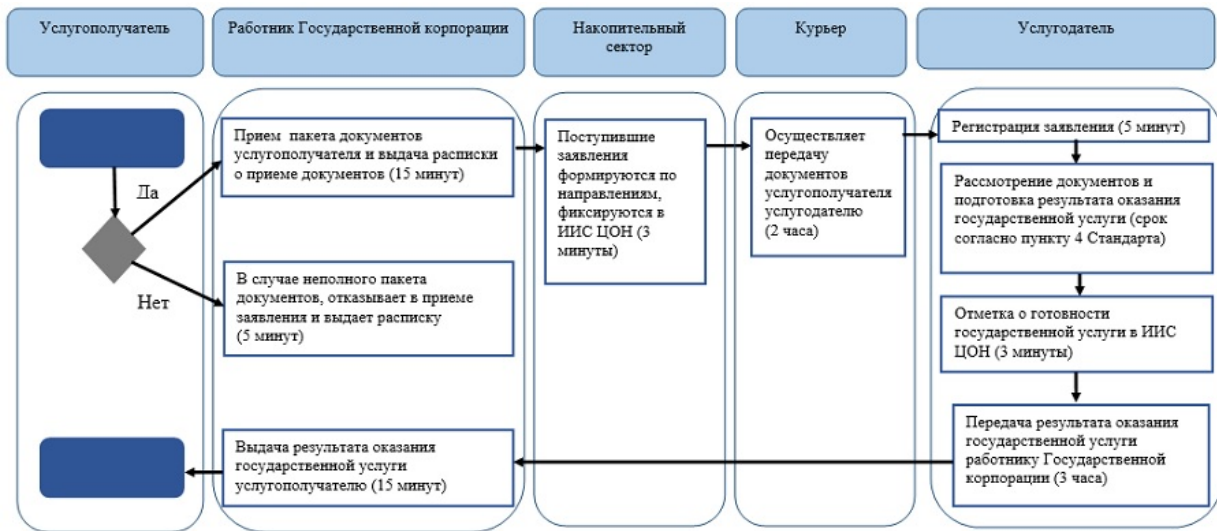 Услугополучатель
Работник Государственной корпорации
Накопительный
сектор
Курьер
Услугодатель
Да
Нет
Прием пакета документов
услугополучателя и выдача расписки
о приеме документов (15 минут)
В случае неполного пакета
документов, отказывает в приеме
заявления и выдает расписку
(5 минут)
Выдача результата оказания
государственной услуги
услугополучателю (15 минут)
Поступившие
заявления
формируются по
направлениям,
фиксируются в
ИИС ЦОН (3
минуты)
Осуществляет
передачу
документов
услугополучателя
услугодателю
(2 часа)
Регистрация заявления (5 минут)
Рассмотрение документов и
подготовка результата оказания
государственной услуги (срок
согласно пункту 4 Стандарта)
Отметка о готовности
государственной услуги в ИИС
ЦОН (3 минуты)
Передача результата оказания
государственной услуги
работнику Государственной
корпорации (3 часа)